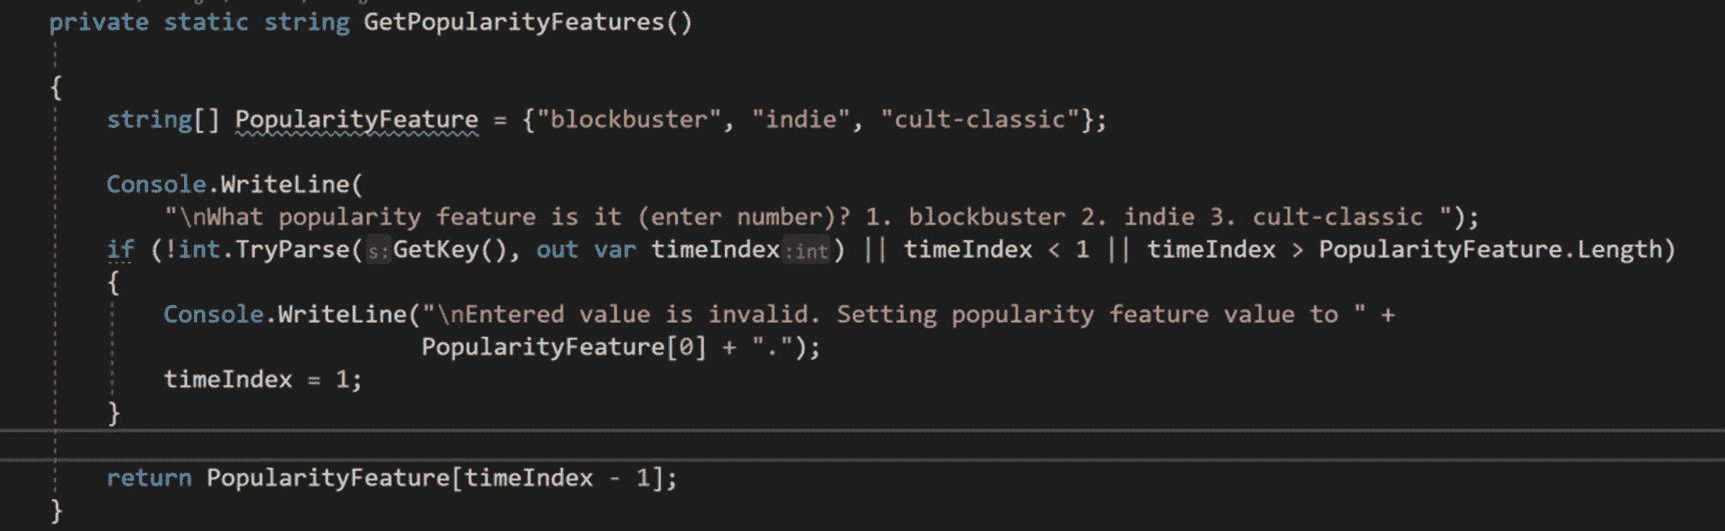 private static string GetPopularityFeatures()
{
string[] PopularityFeature = {"blockbuster", "indie", "cult-classic"};
Console.WriteLine(
"\nWhat popularity feature is it (enter number)? 1. blockbuster 2. indie 3. cult-classic ");
if (!int.TryParse(s:GetKey(), out var timeIndex:int) || timeIndex < 1 || timeIndex > PopularityFeature.Length)
{
Console.WriteLine("\nEntered value is invalid. Setting popularity feature value to " +
PopularityFeature[0] + ".");
timeIndex = 1;
}
return PopularityFeature[timeIndex - 1];
}